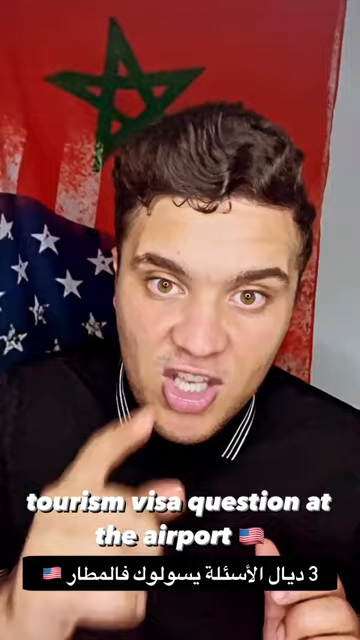 tourism visa question at
the airport 🇺🇸
3 ديال الأسئلة يسولوك فالمطار 🇺🇸